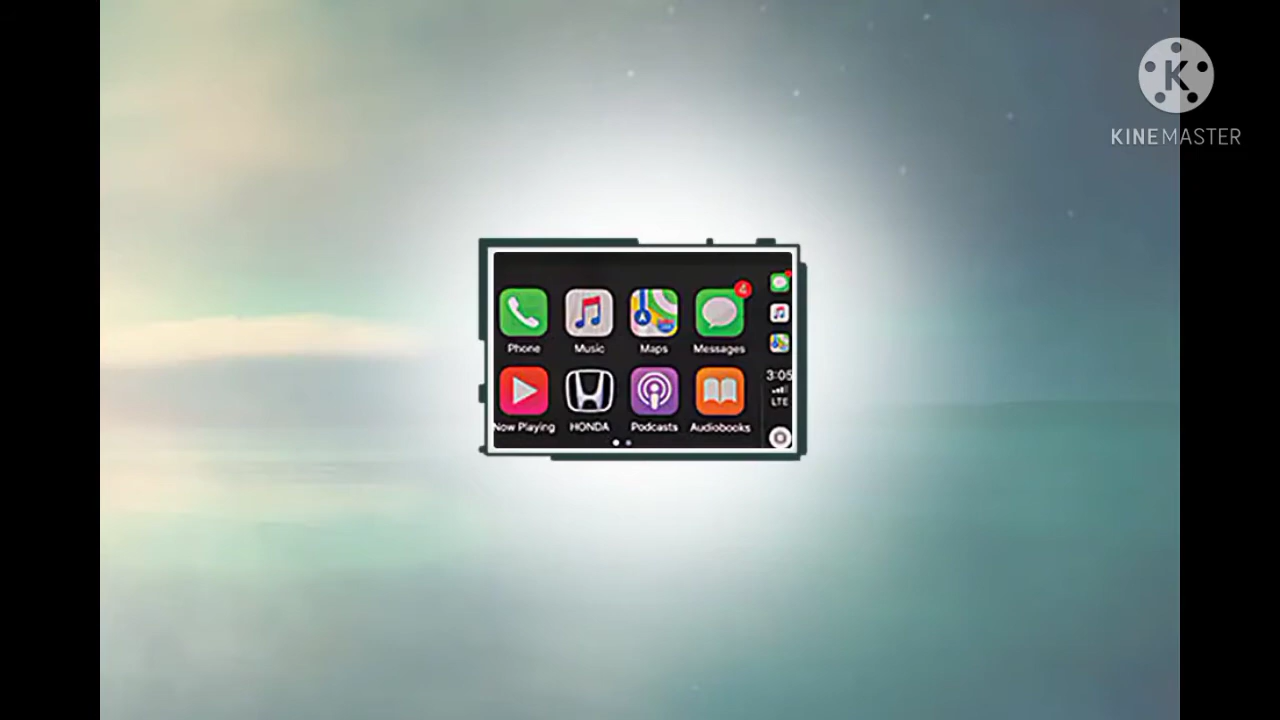 KINEMASTER
4
Phone Music Maps Messages
3:05
LTE
Now Playing HONDA Podcasts Audiobooks